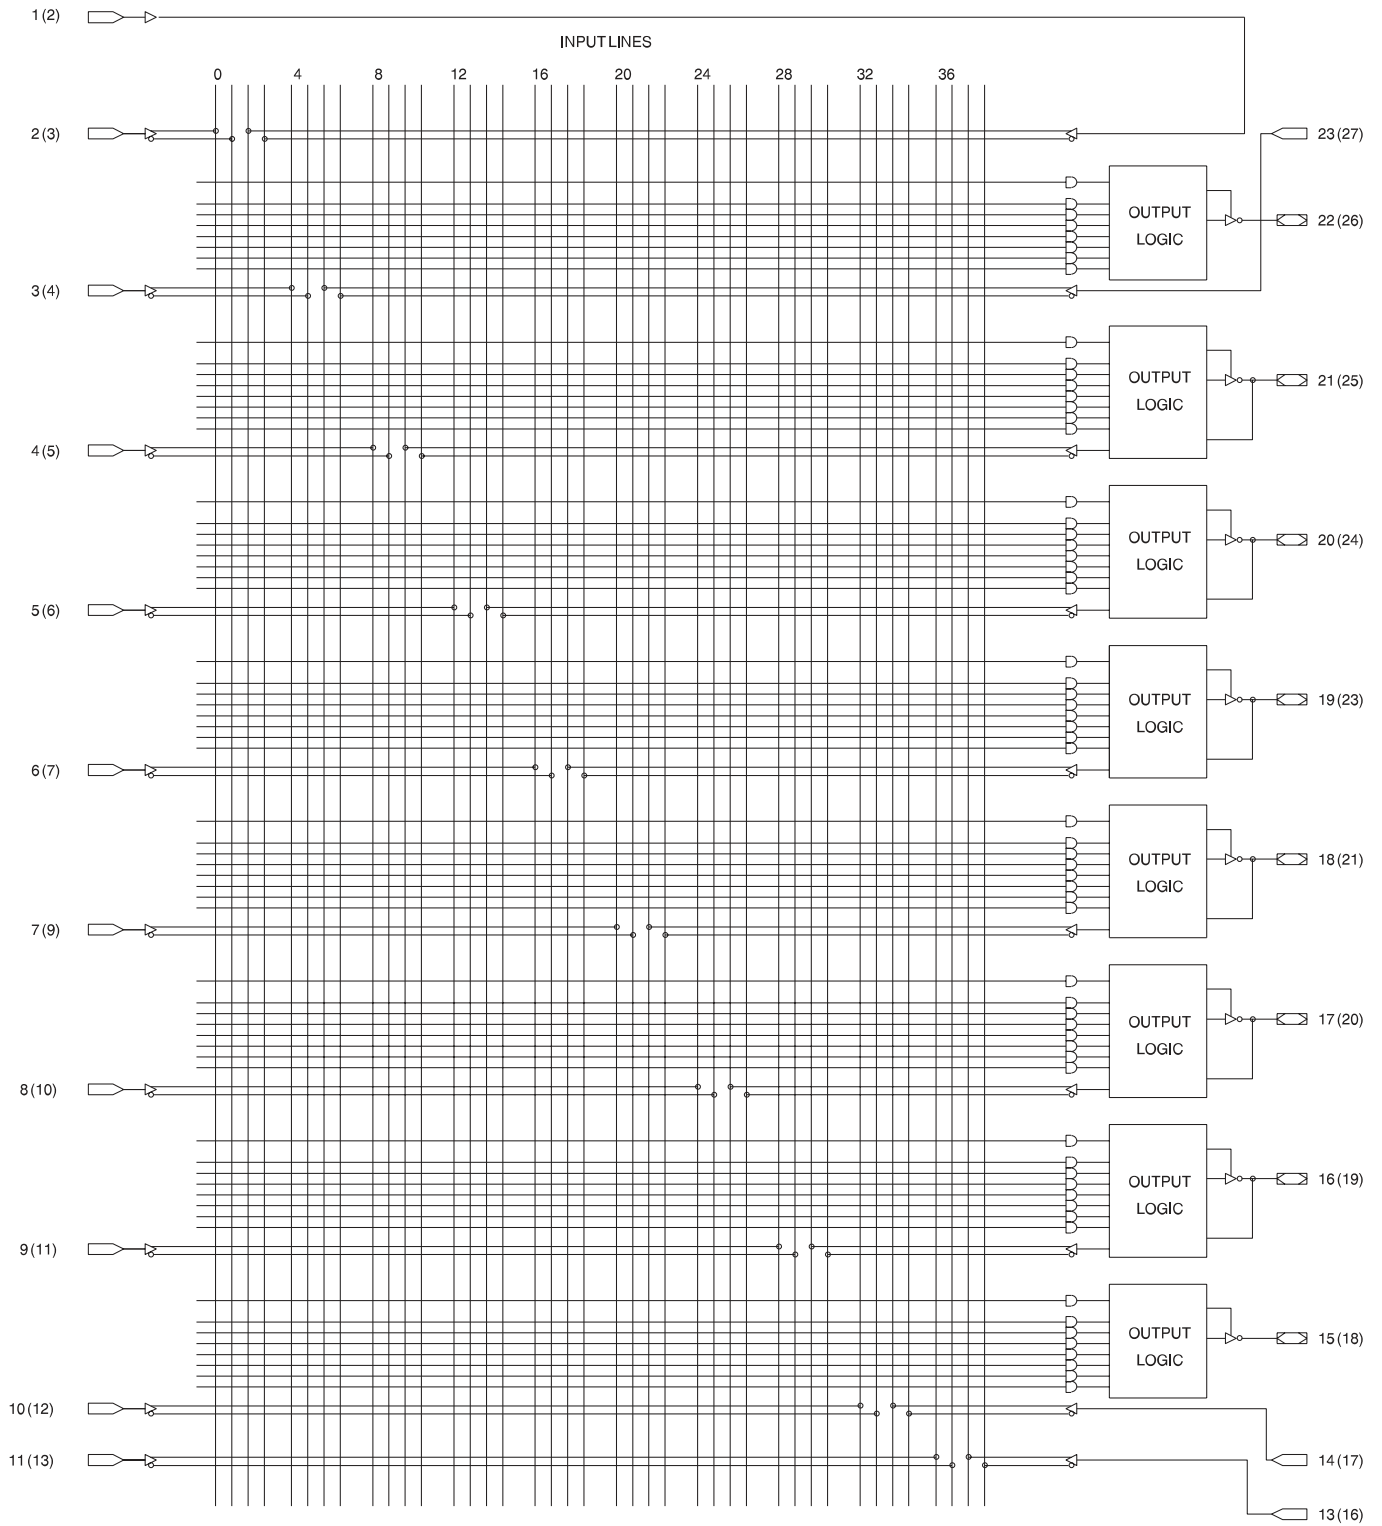 1(2)
INPUT LINES
0 4 8 12 16 20 24 28 32 36
2(3)
23(27)
OUTPUT
LOGIC
22(26)
3(4)
OUTPUT
LOGIC
21(25)
4(5)
OUTPUT
LOGIC
20(24)
5(6)
OUTPUT
LOGIC
19(23)
6(7)
OUTPUT
LOGIC
18(21)
7(9)
OUTPUT
LOGIC
17(20)
8(10)
OUTPUT
LOGIC
16(19)
9(11)
OUTPUT
LOGIC
15(18)
10(12)
11(13)
14(17)
13(16)